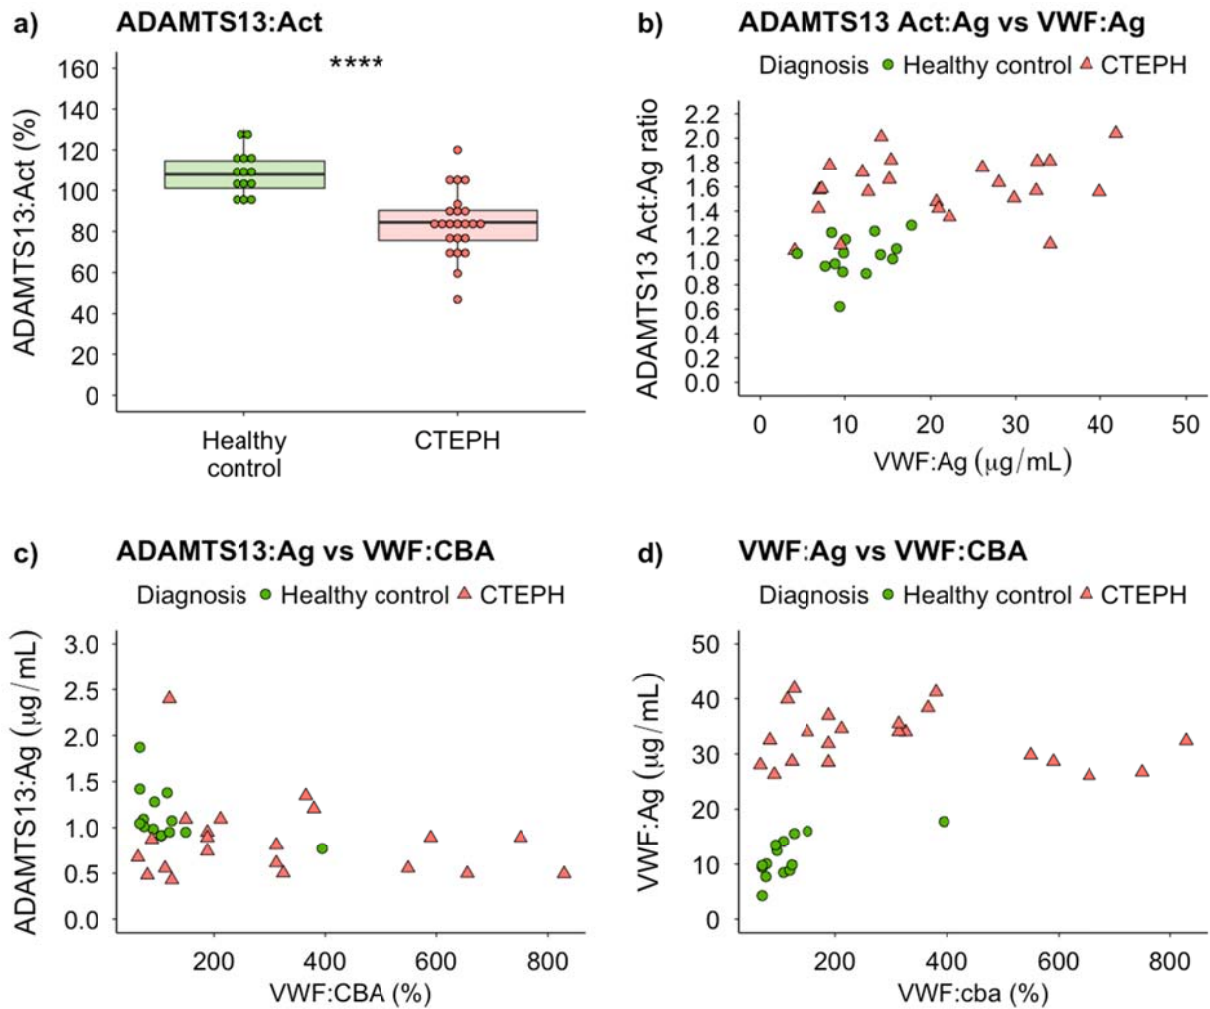 a) ADAMTS13:Act
****
ADAMTS13:Act (%)
160
140
120
100
80
60
40
20
0
Healthy
control
CTEPH
b) ADAMTS13 Act:Ag vs VWF:Ag
Diagnosis Healthy control CTEPH
ADAMTS13 Act:Ag ratio
2.2
2.0
1.8
1.6
1.4
1.2
1.0
0.8
0.6
0.4
0.2
0.0
0 10 20 30 40 50
VWF:Ag (μg/mL)
c) ADAMTS13:Ag vs VWF:CBA
Diagnosis Healthy control CTEPH
ADAMTS13:Ag (μg/mL)
3.0
2.5
2.0
1.5
1.0
0.5
0.0
200 400 600 800
VWF:CBA (%)
d) VWF:Ag vs VWF:CBA
Diagnosis Healthy control CTEPH
VWF:Ag (μg/mL)
50
40
30
20
10
0
200 400 600 800
VWF:cba (%)